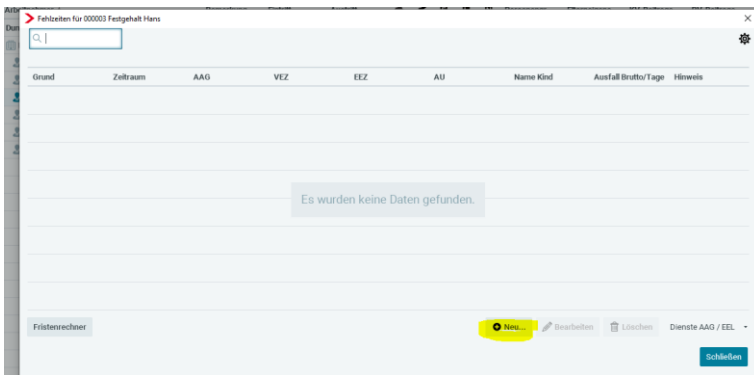 Fehlzeiten für 000003 Festgehalt Hans
Grund Zeitraum AAG VEZ EEZ AU Name Kind Ausfall Brutto/Tage Hinweis
Es wurden keine Daten gefunden.
Fristenrechner Neu... Bearbeiten Löschen Dienste AAG / EEL
Schließen